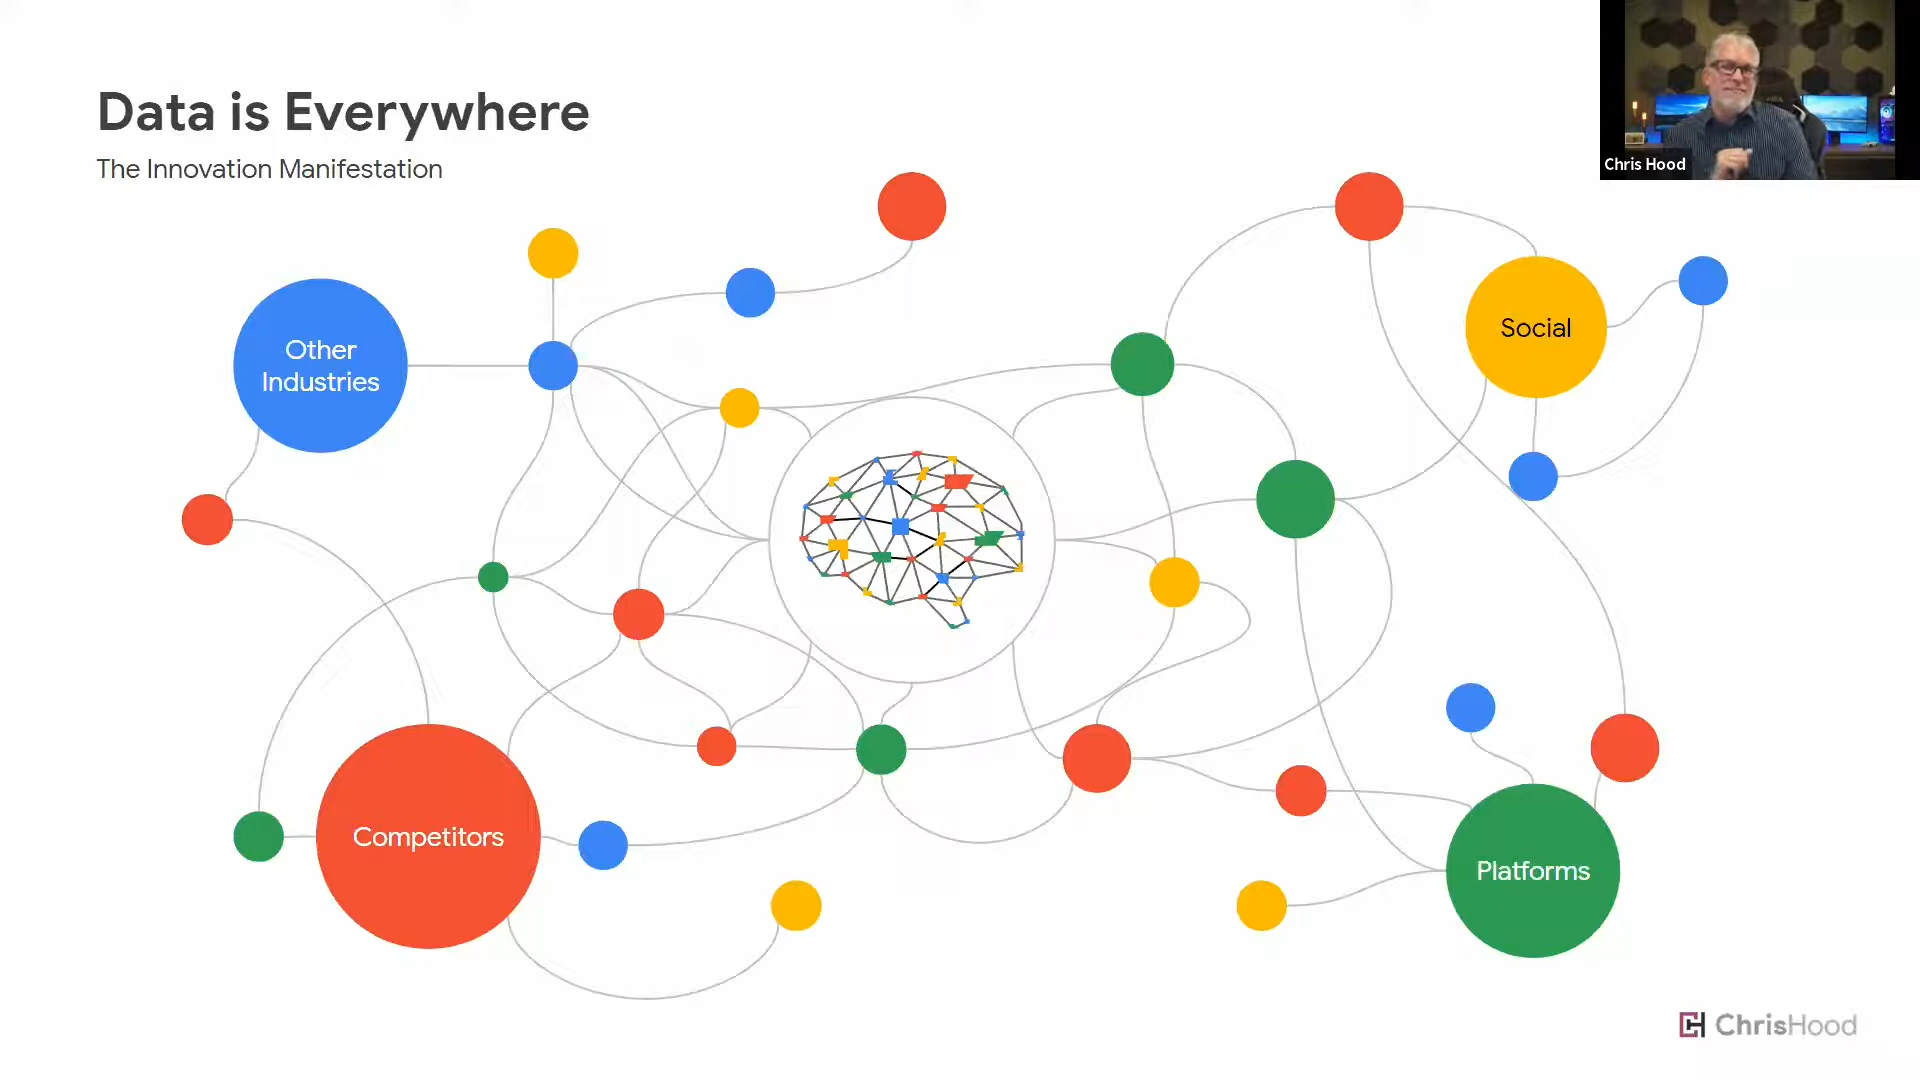 Data is Everywhere
The Innovation Manifestation
Chris Hood
Other
Industries
Social
Competitors
Platforms
ChrisHood